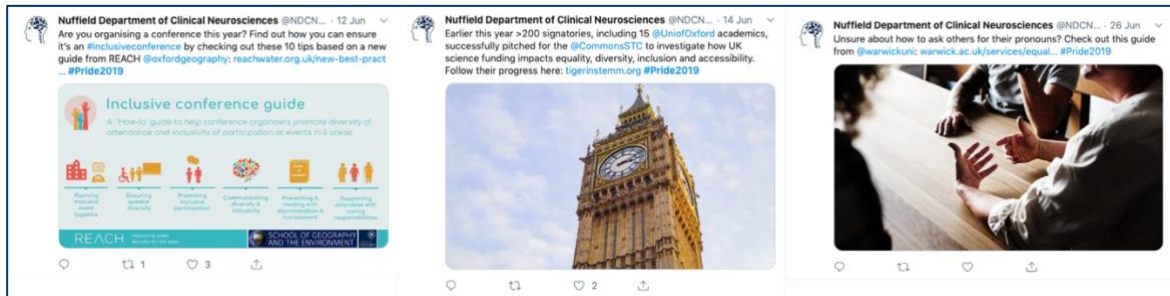 Nuffield Department of Clinical Neurosciences @NDCN... · 12 Jun
Are you organising a conference this year? Find out how you can ensure
it's an #inclusiveconference by checking out these 10 tips based on a new
guide from REACH @oxfordgeography: reachwater.org.uk/new-best-pract
... #Pride2019
Inclusive conference guide
A "How-to" guide to help conference organisers promote diversity of
attendance and inclusivity of participation at events in 6 areas:
Planning
inclusive
event
logistics
Ensuring
speaker
diversity
Promoting
inclusive
participation
Communicating
diversity &
inclusivity
Preventing &
dealing with
discrimination &
harassment
Supporting
attendees with
caring
responsibilities
REACH
Improving water
security for the poor
SCHOOL OF GEOGRAPHY
AND THE ENVIRONMENT
1
3
Nuffield Department of Clinical Neurosciences @NDCN... · 14 Jun
Earlier this year >200 signatories, including 15 @UniofOxford academics,
successfully pitched for the @CommonsSTC to investigate how UK
science funding impacts equality, diversity, inclusion and accessibility.
Follow their progress here: tigerinstemm.org #Pride2019
2
Nuffield Department of Clinical Neurosciences @NDCN... · 26 Jun
Unsure about how to ask others for their pronouns? Check out this guide
from @warwickuni: warwick.ac.uk/services/equal... #Pride2019